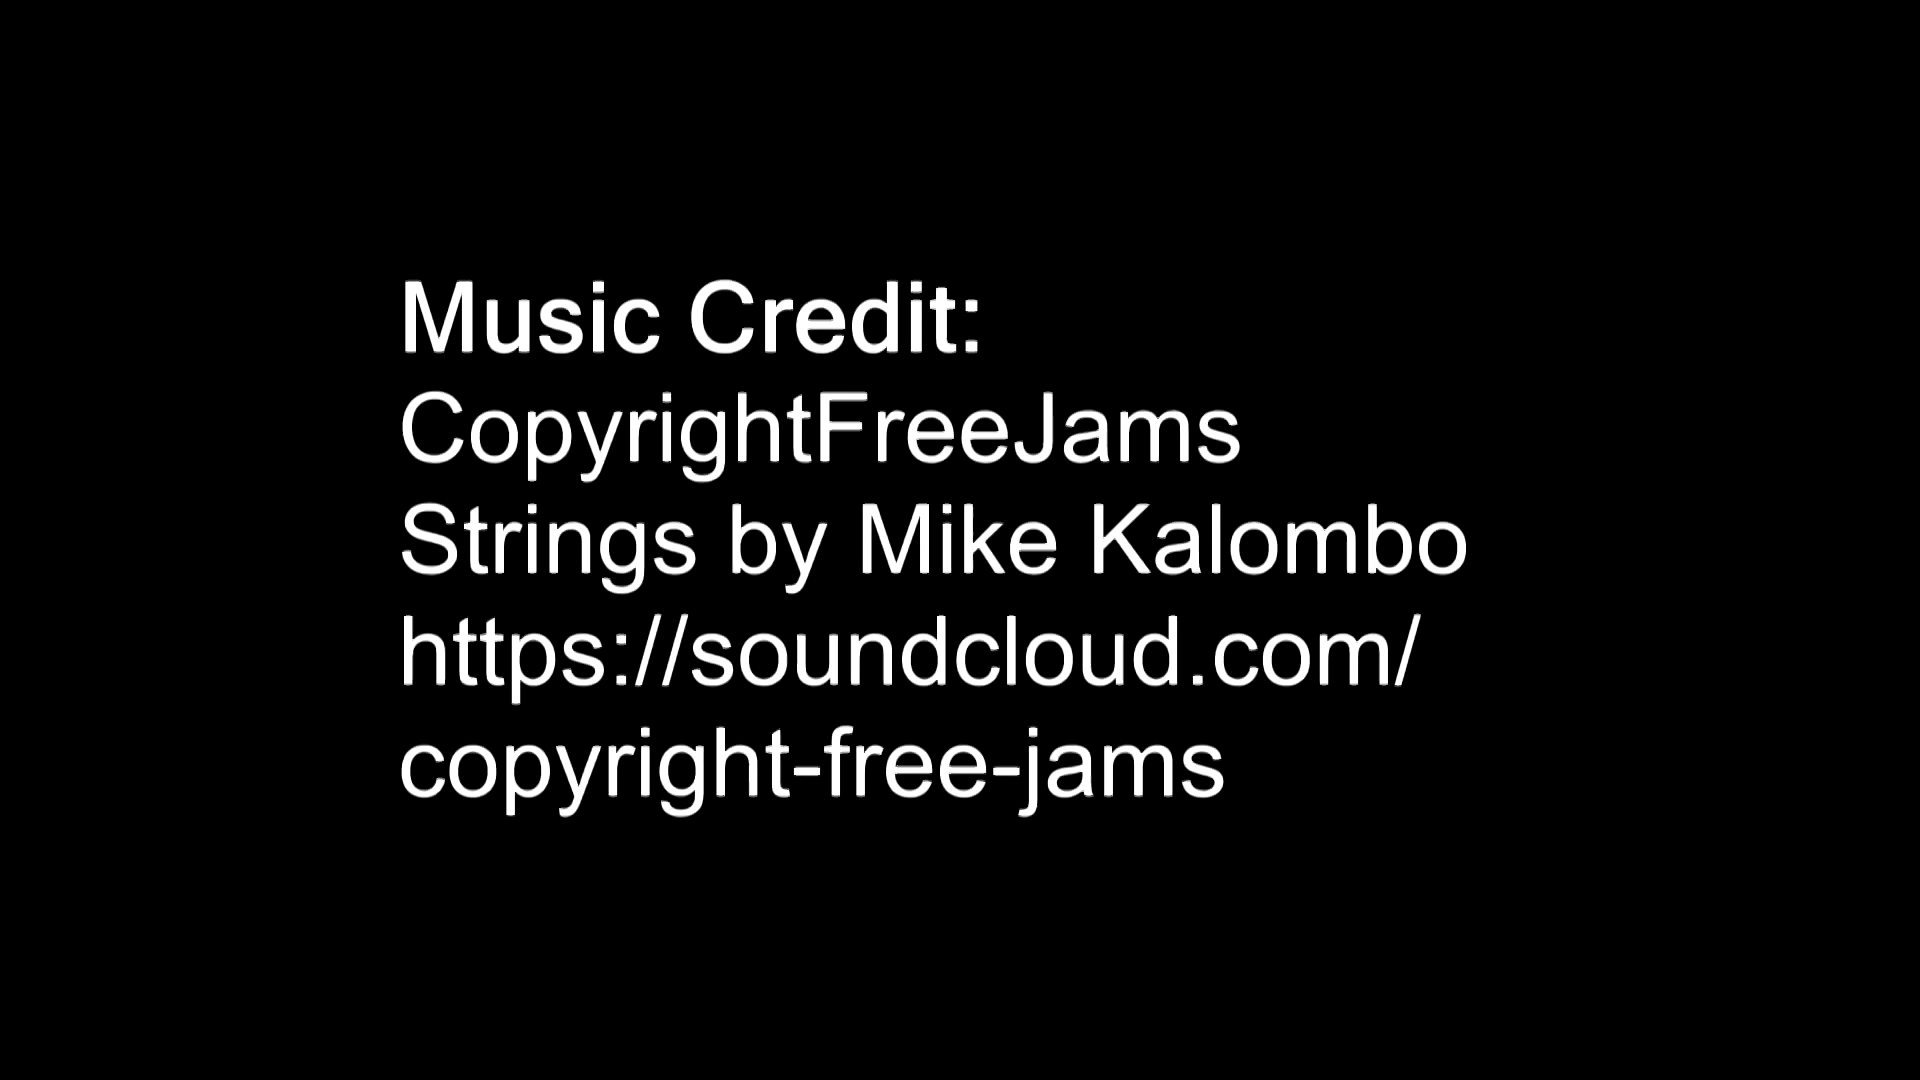 Music Credit:
CopyrightFreeJams
Strings by Mike Kalombo
https://soundcloud.com/
copyright-free-jams